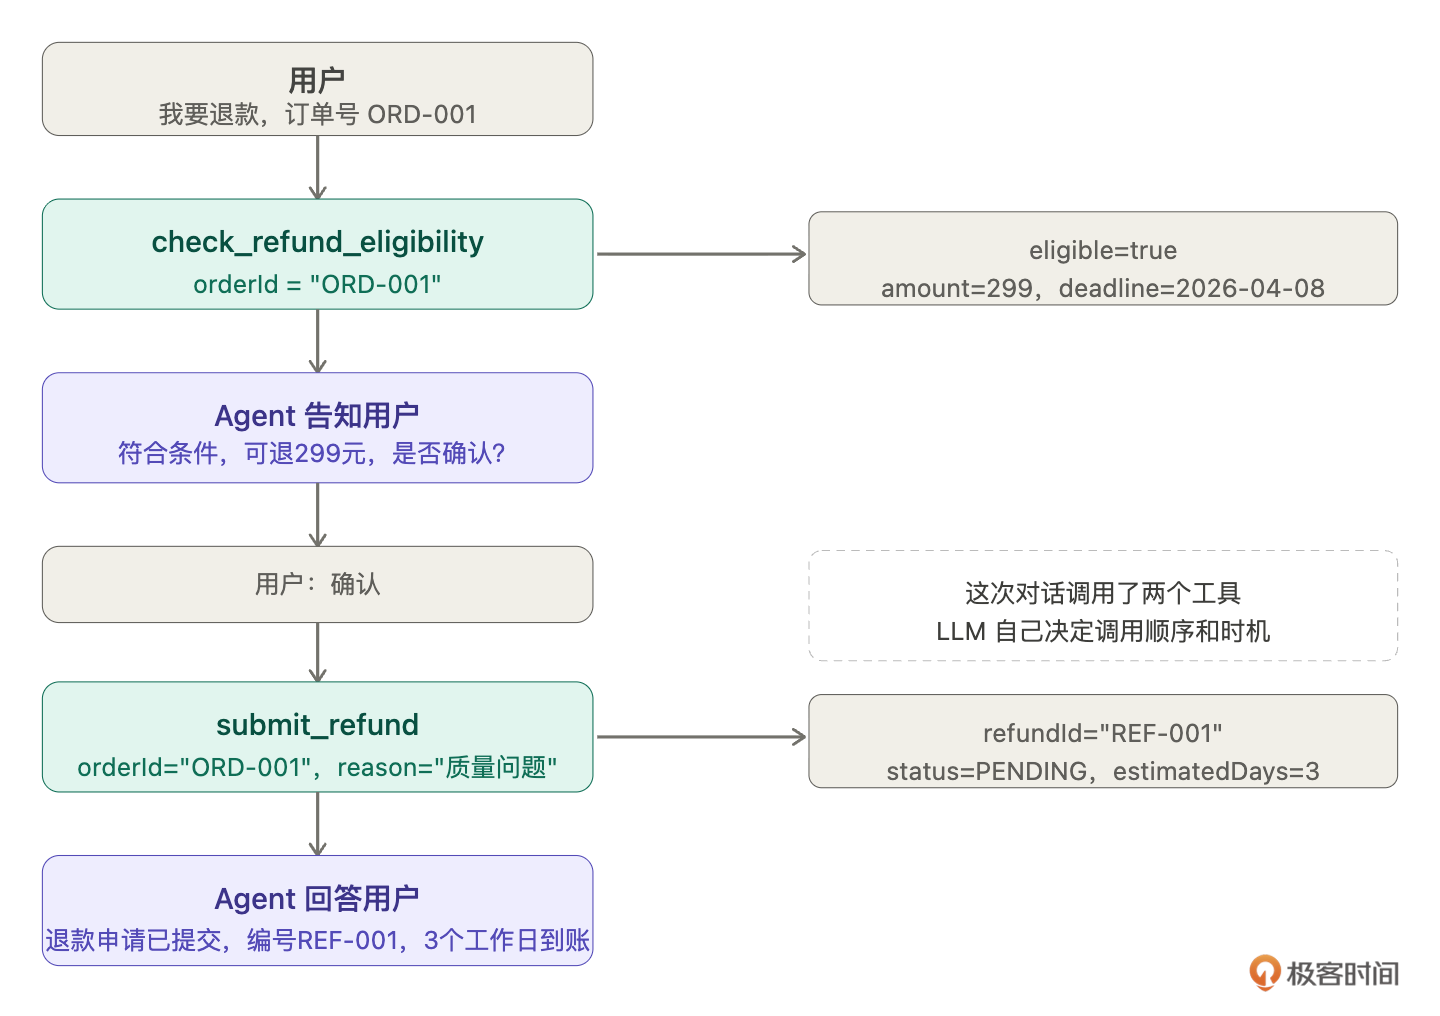 用户
我要退款，订单号 ORD-001
check_refund_eligibility
orderId = "ORD-001"
eligible=true
amount=299，deadline=2026-04-08
Agent 告知用户
符合条件，可退299元，是否确认？
用户：确认
这次对话调用了两个工具
LLM 自己决定调用顺序和时机
submit_refund
orderId="ORD-001"，reason="质量问题"
refundId="REF-001"
status=PENDING，estimatedDays=3
Agent 回答用户
退款申请已提交，编号REF-001，3个工作日到账
极客时间